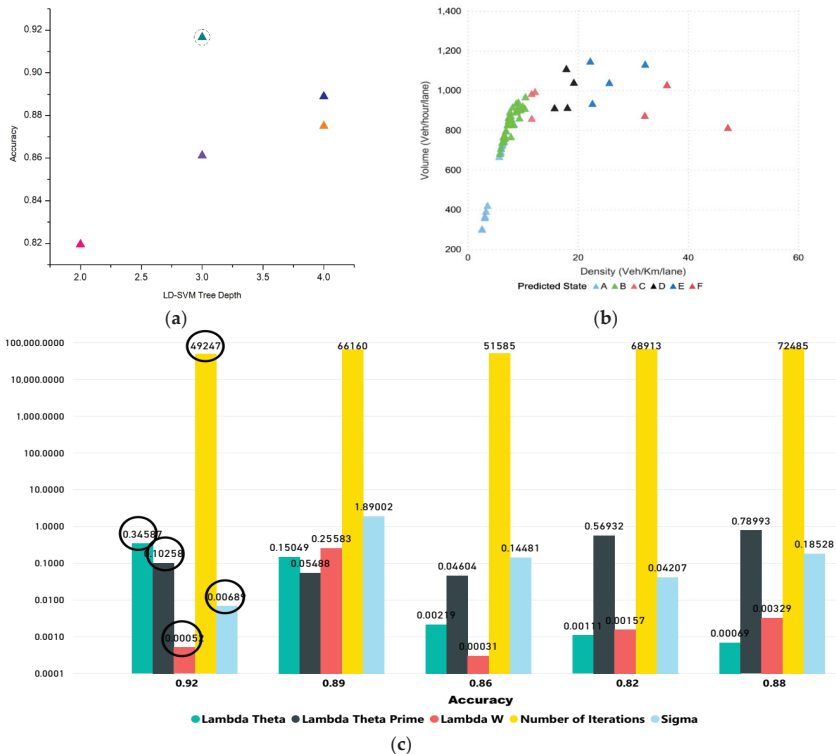 0.92
0.90
0.88
0.86
0.84
0.82
Accuracy
2.0 2.5 3.0 3.5 4.0
LD-SVM Tree Depth
(a)
1,400
1,200
1,000
800
600
400
200
Volume (Veh/hour/lane)
0 20 40 60
Density (Veh/Km/lane)
Predicted State A B C D E F
(b)
100,000.0000
10,000.0000
1,000.0000
100.0000
10.0000
1.0000
0.1000
0.0100
0.0010
0.0001
49247 66160 51585 68913 72485
0.34587 0.10258 0.00052 0.00689
0.15049 0.05488 0.25583 1.89002
0.00219 0.04604 0.00031 0.14481
0.00111 0.56932 0.00157 0.04207
0.00069 0.78993 0.00329 0.18528
0.92 0.89 0.86 0.82 0.88
Accuracy
Lambda Theta Lambda Theta Prime Lambda W Number of Iterations Sigma
(c)